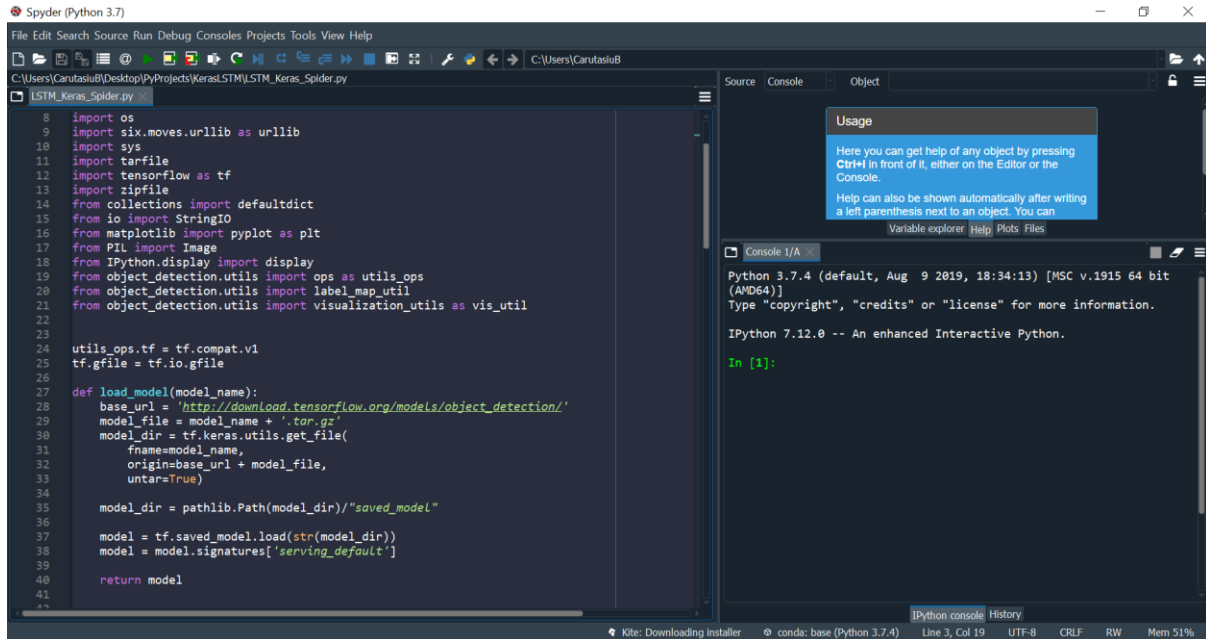 Spyder (Python 3.7)
File Edit Search Source Run Debug Consoles Projects Tools View Help
C:\Users\CarutasiuB
C:\Users\CarutasiuB\Desktop\PyProjects\KerasLSTM\LSTM_Keras_Spider.py
LSTM_Keras_Spider.py
8 import os
9 import six.moves.urllib as urllib
10 import sys
11 import tarfile
12 import tensorflow as tf
13 import zipfile
14 from collections import defaultdict
15 from io import StringIO
16 from matplotlib import pyplot as plt
17 from PIL import Image
18 from IPython.display import display
19 from object_detection.utils import ops as utils_ops
20 from object_detection.utils import label_map_util
21 from object_detection.utils import visualization_utils as vis_util
22
23
24 utils_ops.tf = tf.compat.v1
25 tf.gfile = tf.io.gfile
26
27 def load_model(model_name):
28     base_url = 'http://download.tensorflow.org/models/object_detection/'
29     model_file = model_name + '.tar.gz'
30     model_dir = tf.keras.utils.get_file(
31         fname=model_name,
32         origin=base_url + model_file,
33         untar=True)
34
35     model_dir = pathlib.Path(model_dir)/"saved_model"
36
37     model = tf.saved_model.load(str(model_dir))
38     model = model.signatures['serving_default']
39
40     return model
41
42
Source Console Object
Usage
Here you can get help of any object by pressing
Ctrl+I in front of it, either on the Editor or the
Console.
Help can also be shown automatically after writing
a left parenthesis next to an object. You can
Variable explorer Help Plots Files
Console 1/A
Python 3.7.4 (default, Aug  9 2019, 18:34:13) [MSC v.1915 64 bit
(AMD64)]
Type "copyright", "credits" or "license" for more information.
IPython 7.12.0 -- An enhanced Interactive Python.
In [1]:
IPython console History
Kite: Downloading installer conda: base (Python 3.7.4) Line 3, Col 19 UTF-8 CRLF RW Mem 51%